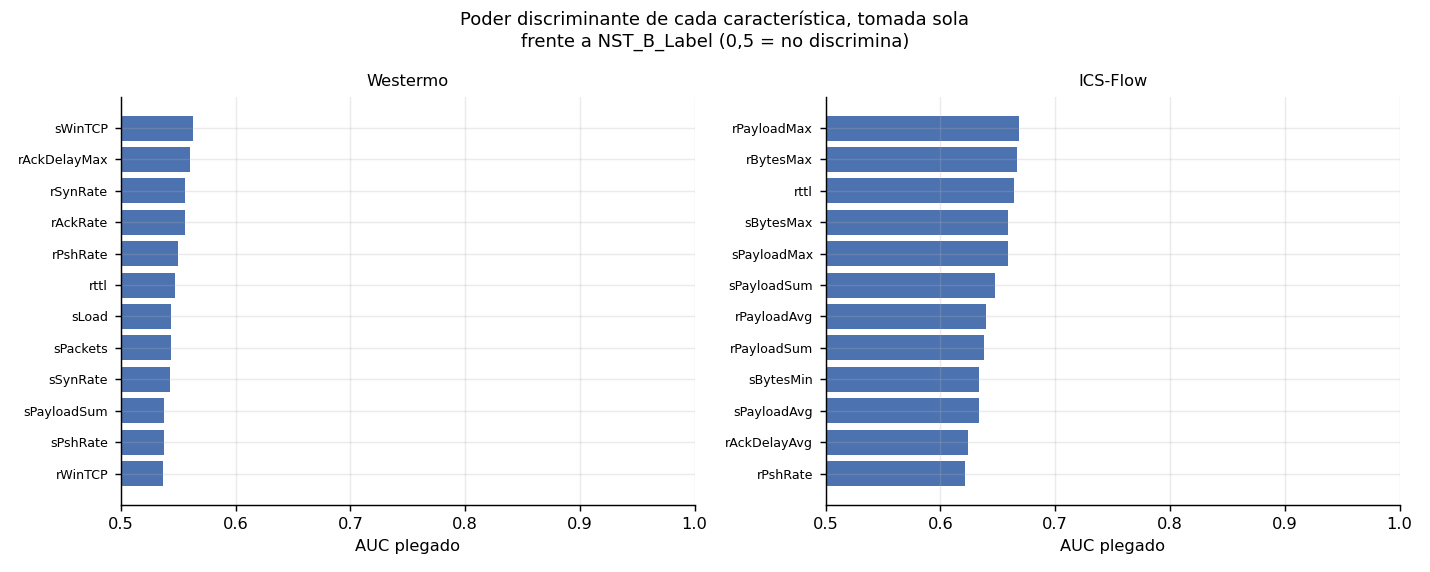 Poder discriminante de cada característica, tomada sola
frente a NST_B_Label (0,5 = no discrimina)
Westermo
sWinTCP
rAckDelayMax
rSynRate
rAckRate
rPshRate
rttl
sLoad
sPackets
sSynRate
sPayloadSum
sPshRate
rWinTCP
0.5 0.6 0.7 0.8 0.9 1.0
AUC plegado
ICS-Flow
rPayloadMax
rBytesMax
rttl
sBytesMax
sPayloadMax
sPayloadSum
rPayloadAvg
rPayloadSum
sBytesMin
sPayloadAvg
rAckDelayAvg
rPshRate
0.5 0.6 0.7 0.8 0.9 1.0
AUC plegado